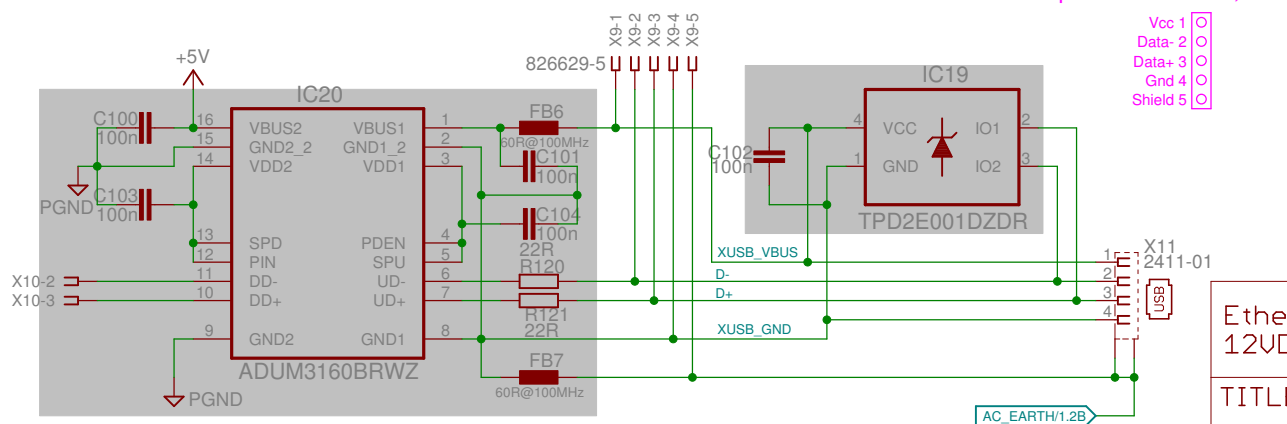 X9-1
X9-2
X9-3
X9-4
X9-5
826629-5
Vcc 1
Data- 2
Data+ 3
Gnd 4
Shield 5
+5V
IC20
IC19
C100
100n
C103
100n
PGND
16 VBUS2
15 GND2_2
14 VDD2
13 SPD
12 PIN
11 DD-
10 DD+
9 GND2
VBUS1 1
GND1_2 2
VDD1 3
PDEN 4
SPU 5
UD- 6
UD+ 7
GND1 8
ADUM3160BRWZ
X10-2
X10-3
PGND
FB6
60R@100MHz
C101
100n
C104
100n
22R
R120
R121
22R
FB7
60R@100MHz
C102
100n
4 VCC
1 GND
IO1 2
IO2 3
TPD2E001DZDR
XUSB_VBUS
D-
D+
XUSB_GND
X11
2411-01
1
2
3
4
USB
AC_EARTH/1.2B
Ethe
12VD
TITL